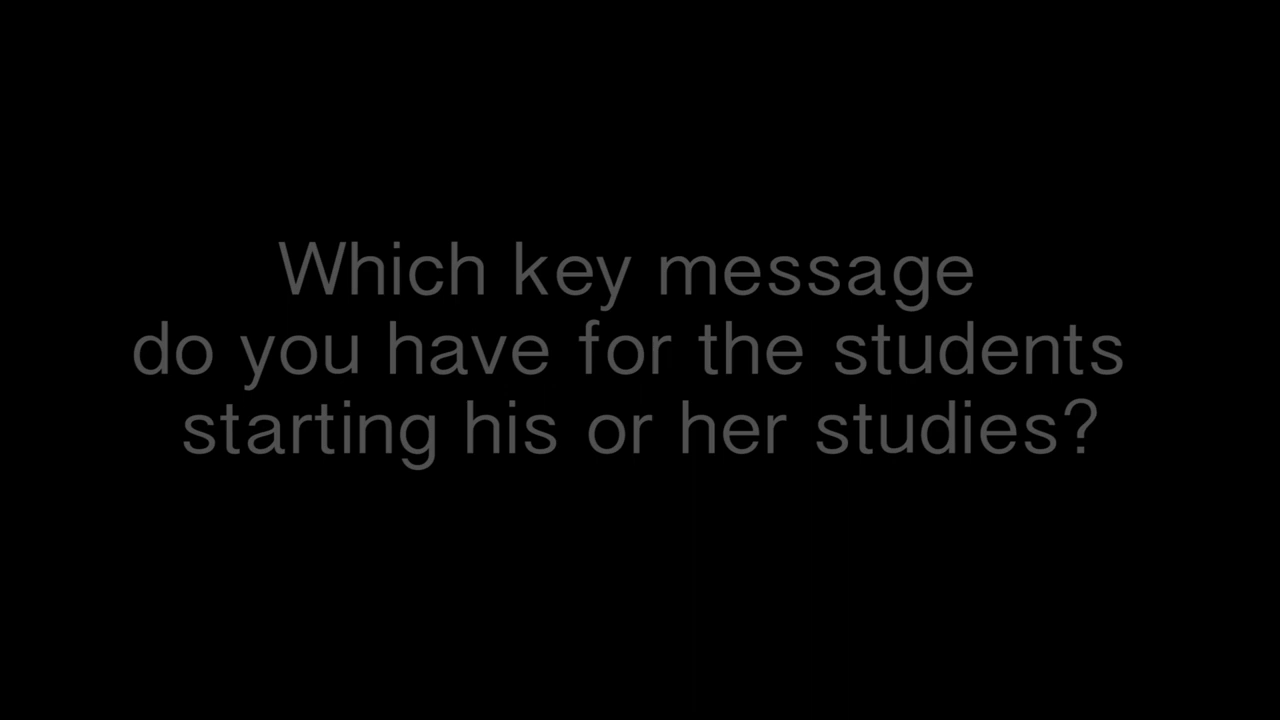 Which key message
do you have for the students
starting his or her studies?